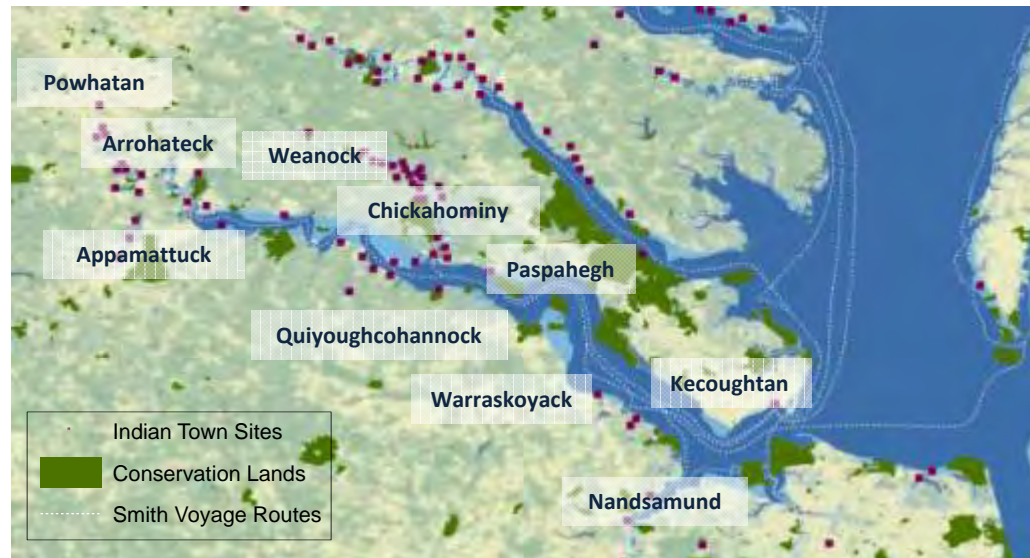 Powhatan
Arrohateck
Weanock
Chickahominy
Appamattuck
Paspahegh
Quiyoughcohannock
Kecoughtan
Warraskoyack
Indian Town Sites
Conservation Lands
Nandsamund
Smith Voyage Routes